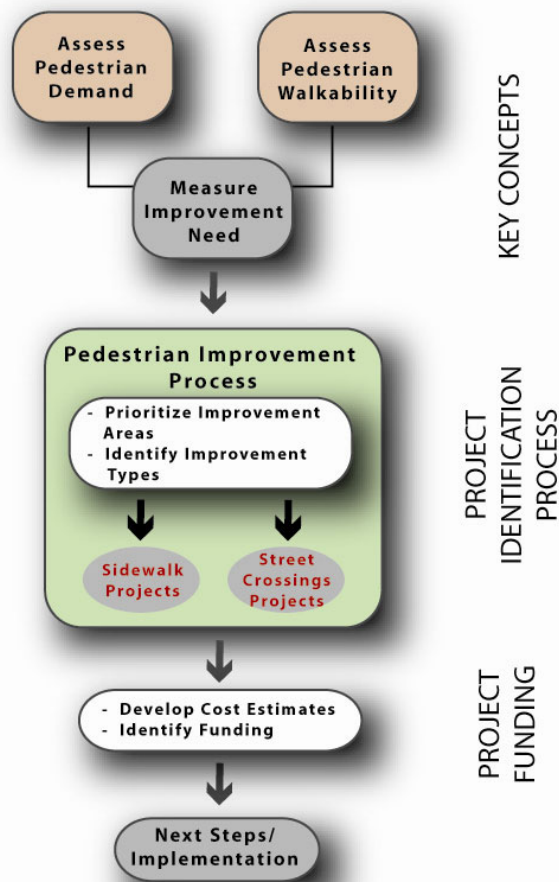 Assess
Pedestrian
Demand
Assess
Pedestrian
Walkability
Measure
Improvement
Need
KEY CONCEPTS
Pedestrian Improvement
Process
- Prioritize Improvement
Areas
- Identify Improvement
Types
Sidewalk
Projects
Street
Crossings
Projects
PROJECT
IDENTIFICATION
PROCESS
- Develop Cost Estimates
- Identify Funding
PROJECT
FUNDING
Next Steps/
Implementation